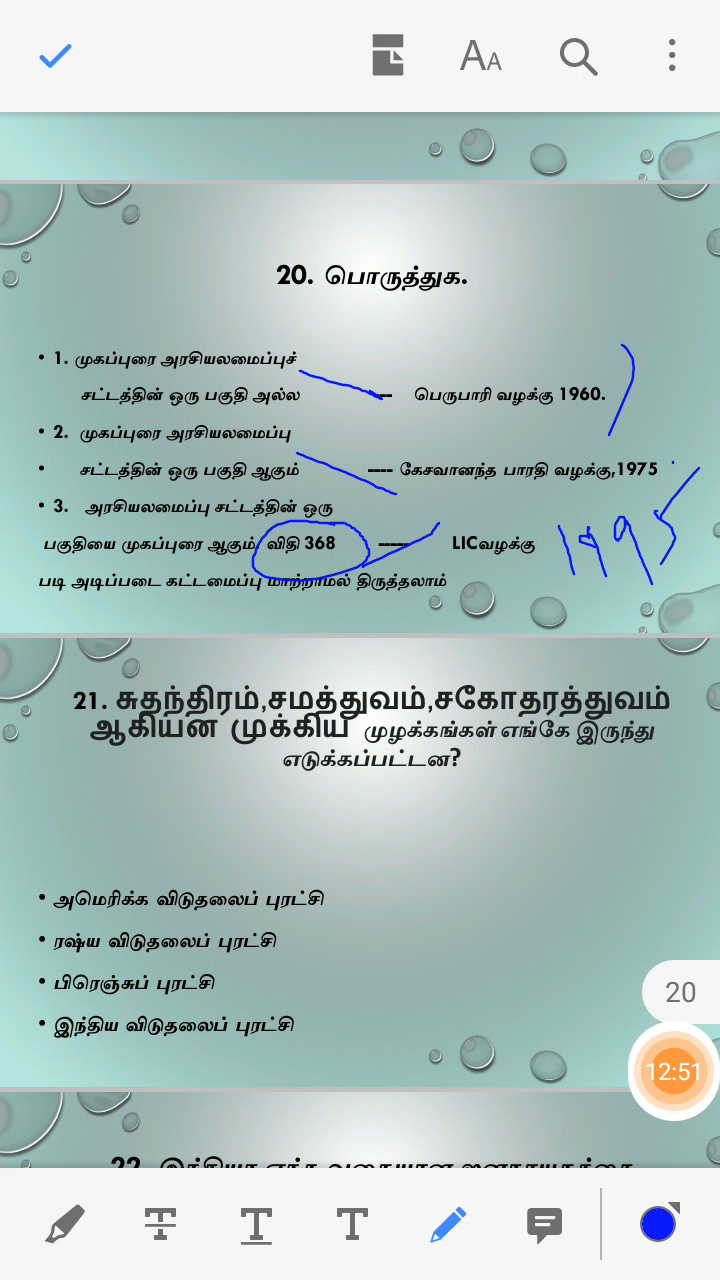 AA
20. பொருத்துக.
• 1. முகப்புரை அரசியலமைப்புச்
சட்டத்தின் ஒரு பகுதி அல்ல --- பெருபாரி வழக்கு 1960.
• 2. முகப்புரை அரசியலமைப்பு
• சட்டத்தின் ஒரு பகுதி ஆகும் ---- கேசவானந்த பாரதி வழக்கு,1975
• 3. அரசியலமைப்பு சட்டத்தின் ஒரு
பகுதியை முகப்புரை ஆகும் விதி 368 ----- LICவழக்கு 1995
படி அடிப்படை கட்டமைப்பு மாற்றாமல் திருத்தலாம்
21. சுதந்திரம்,சமத்துவம்,சகோதரத்துவம்
ஆகியன முக்கிய முழக்கங்கள் எங்கே இருந்து
எடுக்கப்பட்டன?
• அமெரிக்க விடுதலைப் புரட்சி
• ரஷ்ய விடுதலைப் புரட்சி
• பிரெஞ்சுப் புரட்சி
20
• இந்திய விடுதலைப் புரட்சி
12:51
T T T